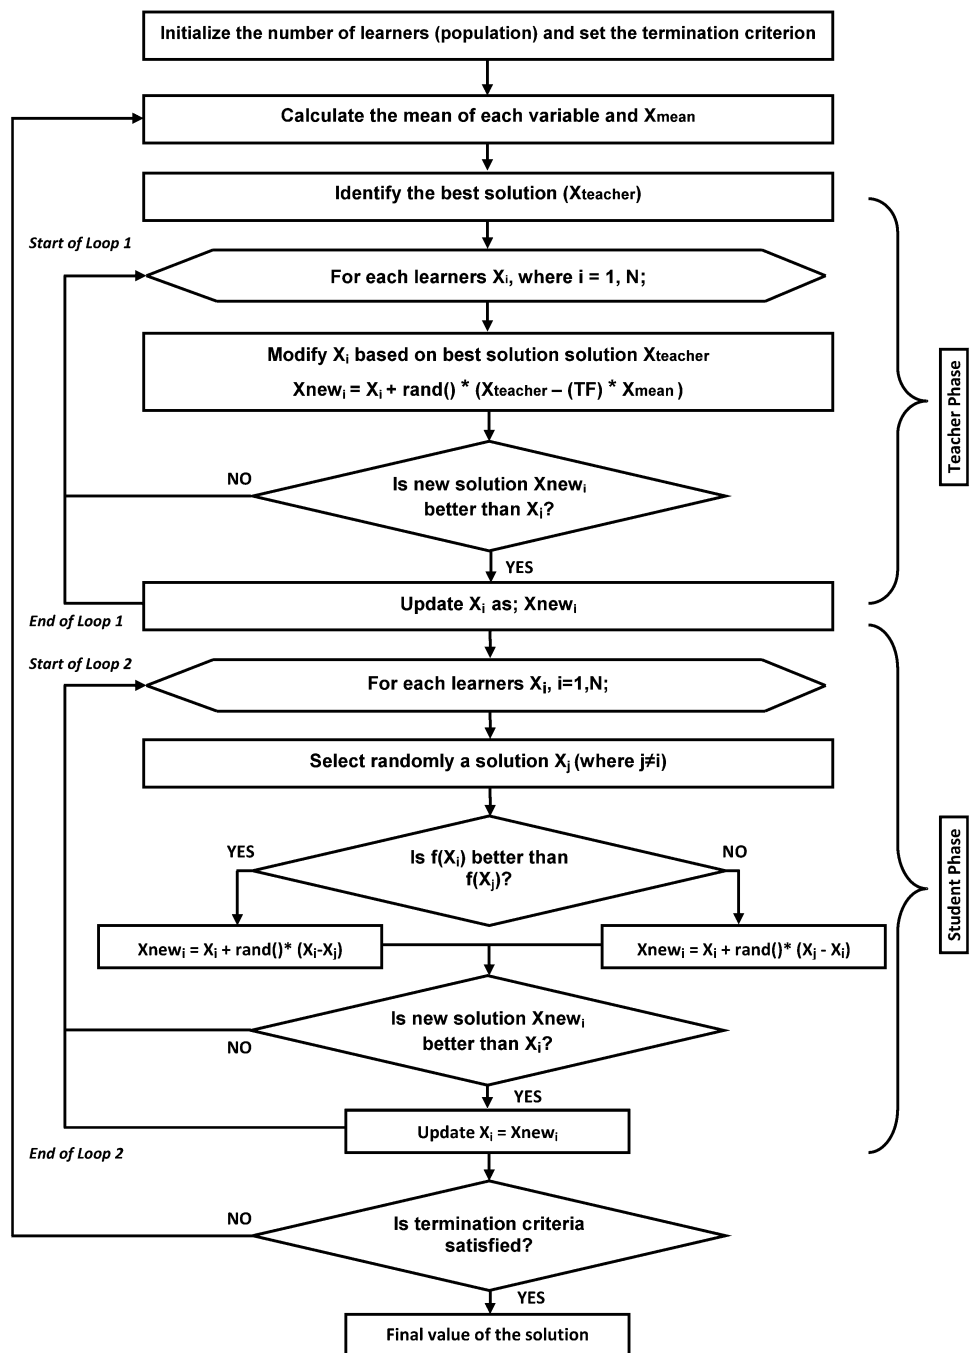 Initialize the number of learners (population) and set the termination criterion
Calculate the mean of each variable and Xmean
Identify the best solution (Xteacher)
Start of Loop 1
For each learners Xi, where i = 1, N;
Modify Xi based on best solution solution Xteacher
Xnewi = Xi + rand() * (Xteacher – (TF) * Xmean )
Teacher Phase
NO
Is new solution Xnewi
better than Xi?
YES
Update Xi as; Xnewi
End of Loop 1
Start of Loop 2
For each learners Xi, i=1,N;
Select randomly a solution Xj (where j≠i)
YES
Is f(Xi) better than
f(Xj)?
NO
Student Phase
Xnewi = Xi + rand()* (Xi-Xj)
Xnewi = Xi + rand()* (Xj - Xi)
Is new solution Xnewi
better than Xi?
NO
YES
Update Xi = Xnewi
End of Loop 2
NO
Is termination criteria
satisfied?
YES
Final value of the solution